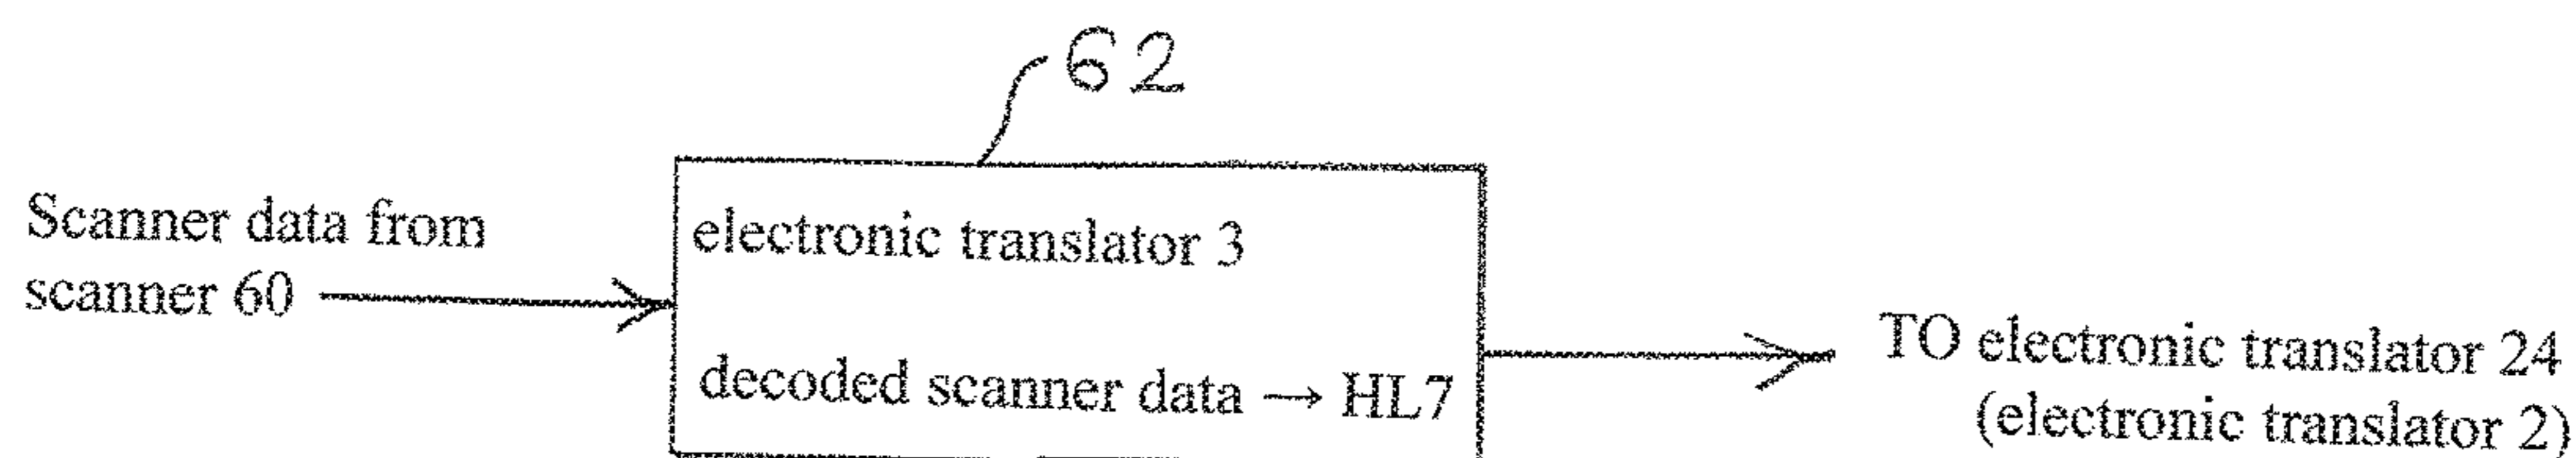 62
Scanner data from
scanner 60
electronic translator 3
decoded scanner data → HL7
TO electronic translator 24
(electronic translator 2)